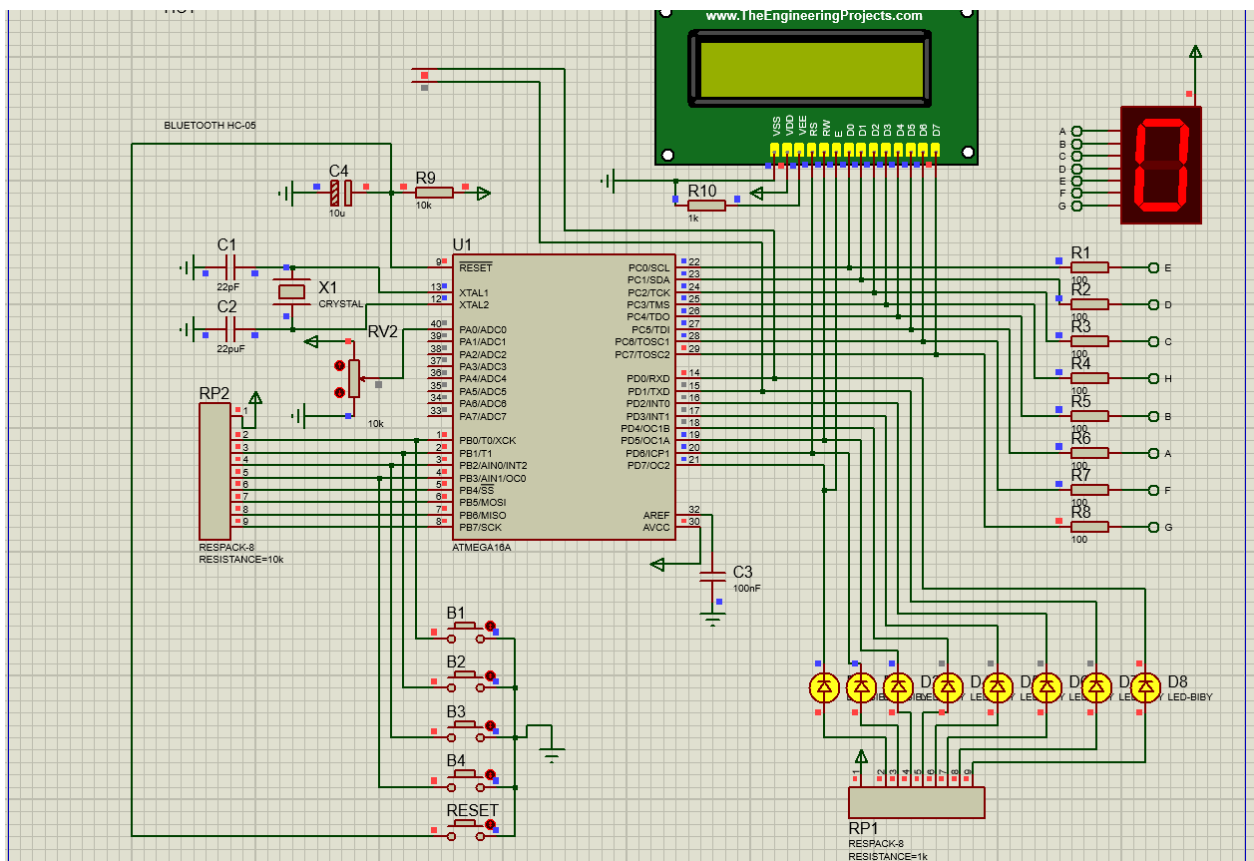 www.TheEngineeringProjects.com
VSS
VDD
VEE
RS
RW
E
D0
D1
D2
D3
D4
D5
D6
D7
A
B
C
D
E
F
G
BLUETOOTH HC-05
C4
10u
R9
10k
R10
1k
C1
22pF
X1
CRYSTAL
C2
22puF
RV2
10k
U1
9 RESET
13 XTAL1
12 XTAL2
40 PA0/ADC0
39 PA1/ADC1
38 PA2/ADC2
37 PA3/ADC3
36 PA4/ADC4
35 PA5/ADC5
34 PA6/ADC6
33 PA7/ADC7
1 PB0/T0/XCK
2 PB1/T1
3 PB2/AIN0/INT2
4 PB3/AIN1/OC0
5 PB4/SS
6 PB5/MOSI
7 PB6/MISO
8 PB7/SCK
PC0/SCL 22
PC1/SDA 23
PC2/TCK 24
PC3/TMS 25
PC4/TDO 26
PC5/TDI 27
PC6/TOSC1 28
PC7/TOSC2 29
PD0/RXD 14
PD1/TXD 15
PD2/INT0 16
PD3/INT1 17
PD4/OC1B 18
PD5/OC1A 19
PD6/ICP1 20
PD7/OC2 21
AREF 32
AVCC 30
ATMEGA16A
RP2
1
2
3
4
5
6
7
8
9
RESPACK-8
RESISTANCE=10k
C3
100nF
R1
100
E
R2
100
D
R3
100
C
R4
100
H
R5
100
B
R6
100
A
R7
100
F
R8
100
G
B1
B2
B3
B4
RESET
D8
LED-BIBY
1
2
3
4
5
6
7
8
9
RP1
RESPACK-8
RESISTANCE=1k